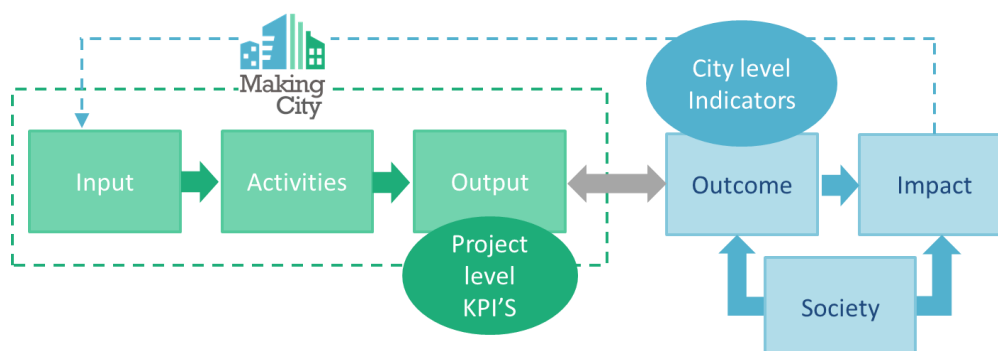 Making
City
City level
Indicators
Input
Activities
Output
Outcome
Impact
Project
level
KPI'S
Society